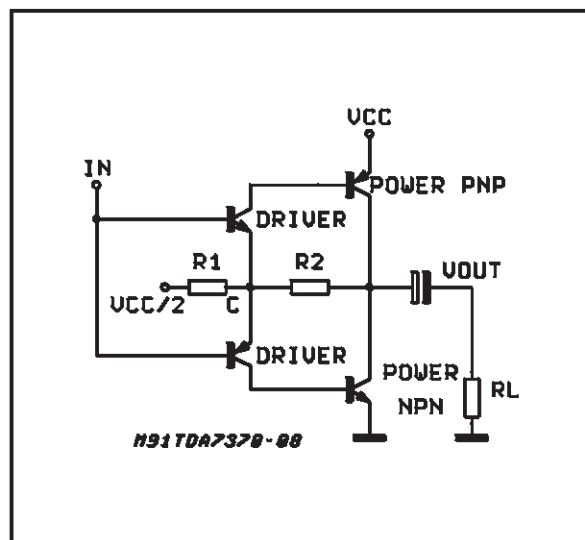 VCC
IN
POWER PNP
DRIVER
R1
R2
VOUT
VCC/2
C
DRIVER
POWER
NPN
RL
M91TDA7370-08